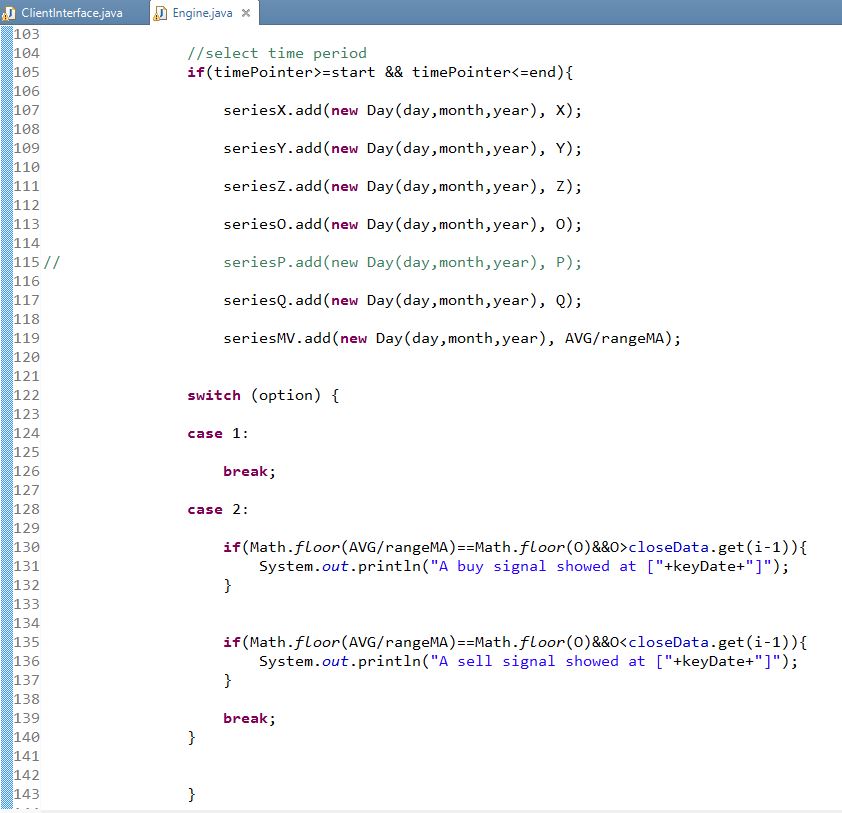 ClientInterface.java Engine.java
103
104 //select time period
105 if(timePointer>=start && timePointer<=end){
106
107 seriesX.add(new Day(day,month,year), X);
108
109 seriesY.add(new Day(day,month,year), Y);
110
111 seriesZ.add(new Day(day,month,year), Z);
112
113 seriesO.add(new Day(day,month,year), O);
114
115 // seriesP.add(new Day(day,month,year), P);
116
117 seriesQ.add(new Day(day,month,year), Q);
118
119 seriesMV.add(new Day(day,month,year), AVG/rangeMA);
120
121
122 switch (option) {
123
124 case 1:
125
126 break;
127
128 case 2:
129
130 if(Math.floor(AVG/rangeMA)==Math.floor(O)&&O>closeData.get(i-1)){
131 System.out.println("A buy signal showed at ["+keyDate+"]");
132 }
133
134
135 if(Math.floor(AVG/rangeMA)==Math.floor(O)&&O<closeData.get(i-1)){
136 System.out.println("A sell signal showed at ["+keyDate+"]");
137 }
138
139 break;
140 }
141
142
143 }